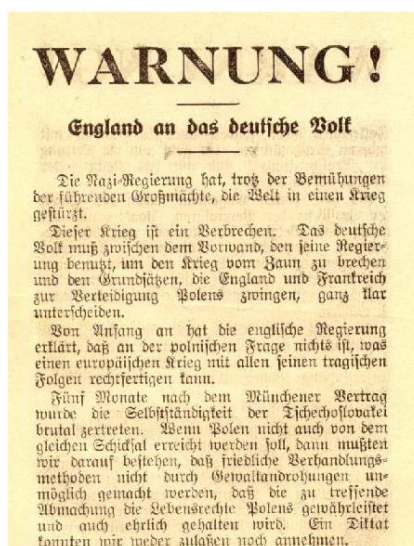 WARNUNG!
England an das deutsche Volk
Die Nazi-Regierung hat, trotz der Bemühungen
der führenden Großmächte, die Welt in einen Krieg
gestürzt.
Dieser Krieg ist ein Verbrechen. Das deutsche
Volk muß zwischen dem Vorwand, den seine Regier-
ung benutzt, um den Krieg vom Zaun zu brechen
und den Grundsätzen, die England und Frankreich
zur Verteidigung Polens zwingen, ganz klar
unterscheiden.
Von Anfang an hat die englische Regierung
erklärt, daß an der polnischen Frage nichts ist, was
einen europäischen Krieg mit allen seinen tragischen
Folgen rechtfertigen kann.
Fünf Monate nach dem Münchener Vertrag
wurde die Selbstständigkeit der Tschechoslovakei
brutal zertreten. Wenn Polen nicht auch von dem
gleichen Schicksal erreicht werden soll, dann mußten
wir darauf bestehen, daß friedliche Verhandlungs-
methoden nicht durch Gewaltandrohungen un-
möglich gemacht werden, daß die zu treffende
Abmachung die Lebensrechte Polens gewährleistet
und auch ehrlich gehalten wird. Ein Diktat
konnten wir weder zulaßen noch annehmen.